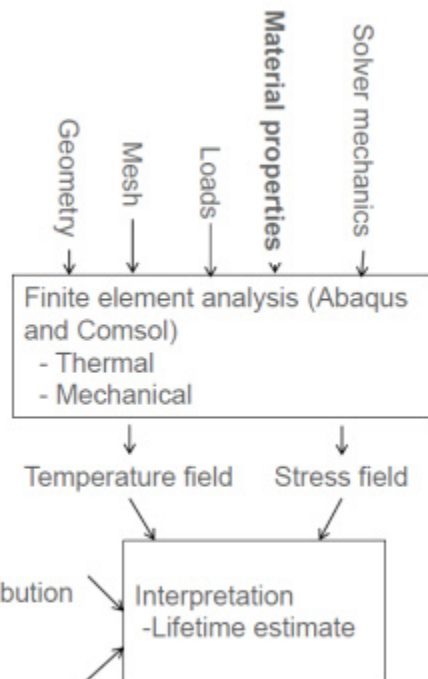 Geometry
Mesh
Loads
Material properties
Solver mechanics
Finite element analysis (Abaqus
and Comsol)
- Thermal
- Mechanical
Temperature field
Stress field
bution
Interpretation
-Lifetime estimate